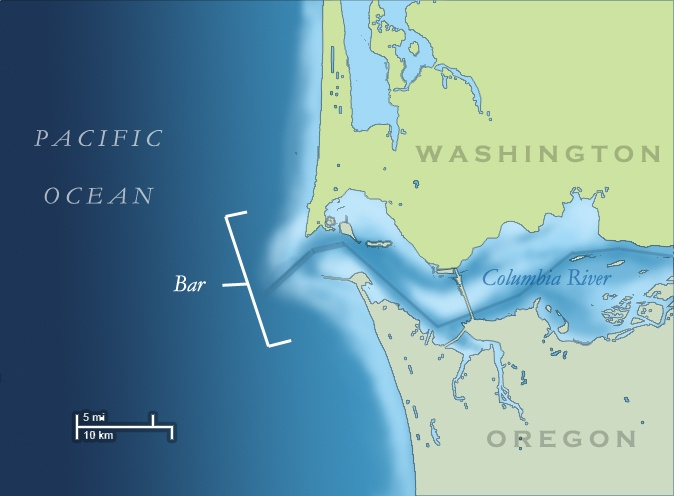 PACIFIC
OCEAN
WASHINGTON
Bar
Columbia River
5 mi
10 km
OREGON